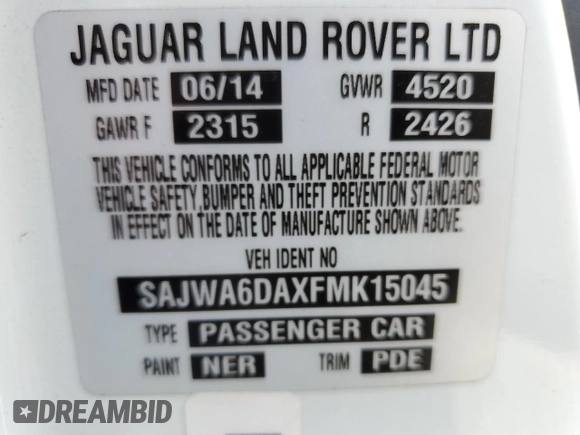 JAGUAR LAND ROVER LTD
MFD DATE 06/14 GVWR 4520
GAWR F 2315 R 2426
THIS VEHICLE CONFORMS TO ALL APPLICABLE FEDERAL MOTOR
VEHICLE SAFETY, BUMPER AND THEFT PREVENTION STANDARDS
IN EFFECT ON THE DATE OF MANUFACTURE SHOWN ABOVE.
VEH IDENT NO
SAJWA6DAXFMK15045
TYPE PASSENGER CAR
PAINT NER TRIM PDE
DREAMBID